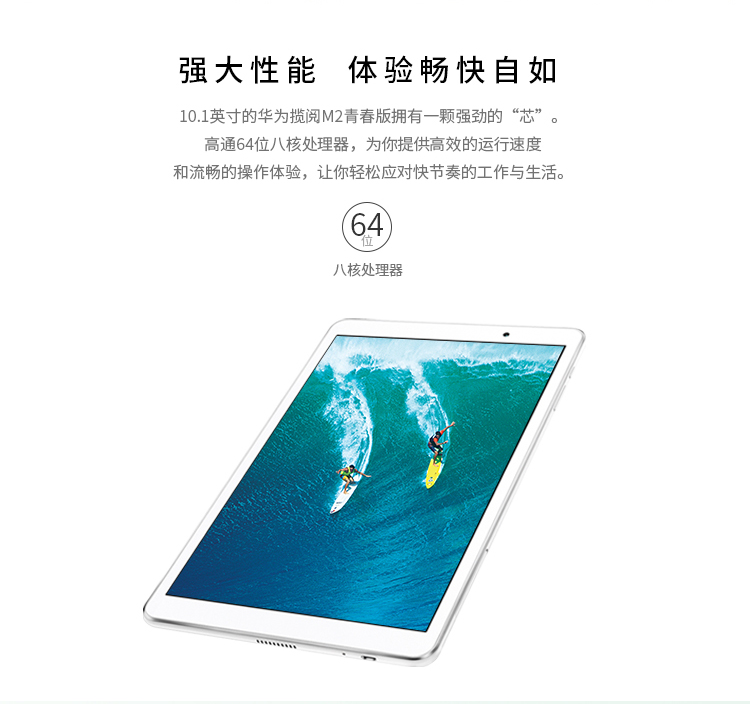 强大性能 体验畅快自如
10.1英寸的华为揽阅M2青春版拥有一颗强劲的“芯”。
高通64位八核处理器，为你提供高效的运行速度
和流畅的操作体验，让你轻松应对快节奏的工作与生活。
64
位
八核处理器